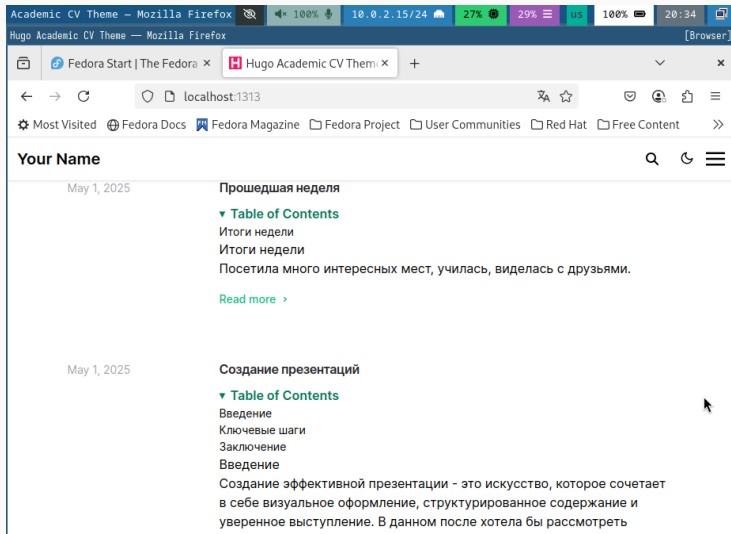 Academic CV Theme — Mozilla Firefox 100% 10.0.2.15/24 27% 29% us 100% 20:34
Hugo Academic CV Theme — Mozilla Firefox [Browser]
Fedora Start | The Fedora Hugo Academic CV Theme
localhost:1313
Most Visited Fedora Docs Fedora Magazine Fedora Project User Communities Red Hat Free Content
Your Name
May 1, 2025 Прошедшая неделя
Table of Contents
Итоги недели
Итоги недели
Посетила много интересных мест, училась, виделась с друзьями.
Read more
May 1, 2025 Создание презентаций
Table of Contents
Введение
Ключевые шаги
Заключение
Введение
Создание эффективной презентации - это искусство, которое сочетает
в себе визуальное оформление, структурированное содержание и
уверенное выступление. В данном после хотела бы рассмотреть